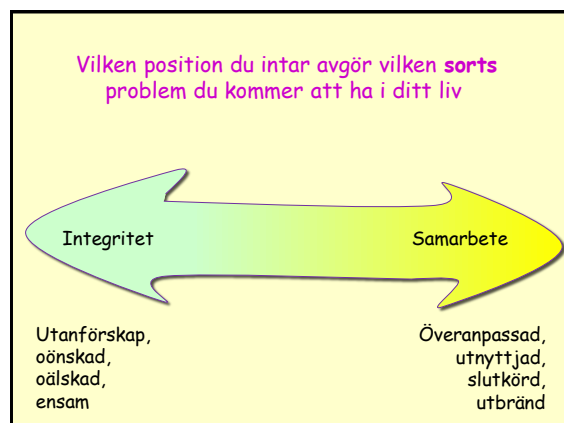 Vilken position du intar avgör vilken sorts
problem du kommer att ha i ditt liv
Integritet
Samarbete
Utanförskap,
oönskad,
oälskad,
ensam
Överanpassad,
utnyttjad,
slutkörd,
utbränd